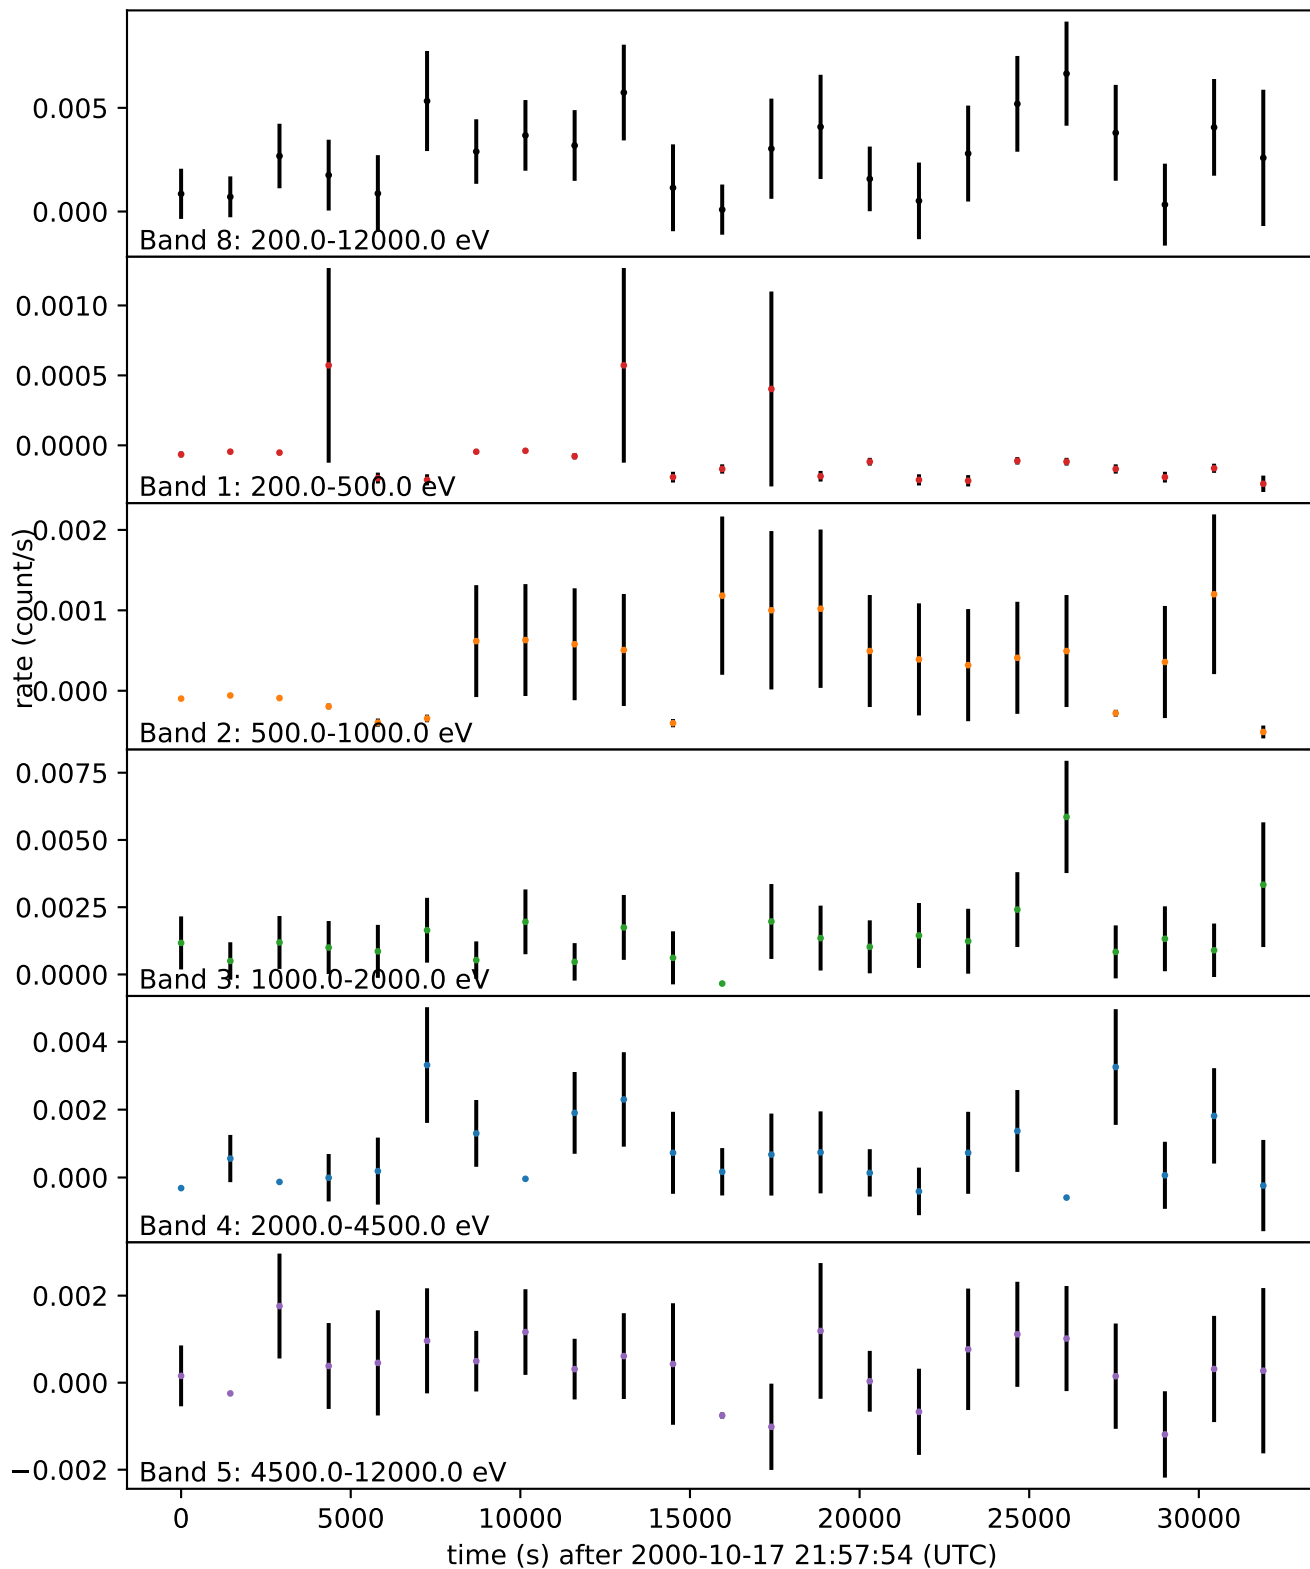 0.005
0.000
Band 8: 200.0-12000.0 eV
0.0010
0.0005
0.0000
Band 1: 200.0-500.0 eV
rate (count/s)
0.002
0.001
0.000
Band 2: 500.0-1000.0 eV
0.0075
0.0050
0.0025
0.0000
Band 3: 1000.0-2000.0 eV
0.004
0.002
0.000
Band 4: 2000.0-4500.0 eV
0.002
0.000
−0.002
Band 5: 4500.0-12000.0 eV
0 5000 10000 15000 20000 25000 30000
time (s) after 2000-10-17 21:57:54 (UTC)